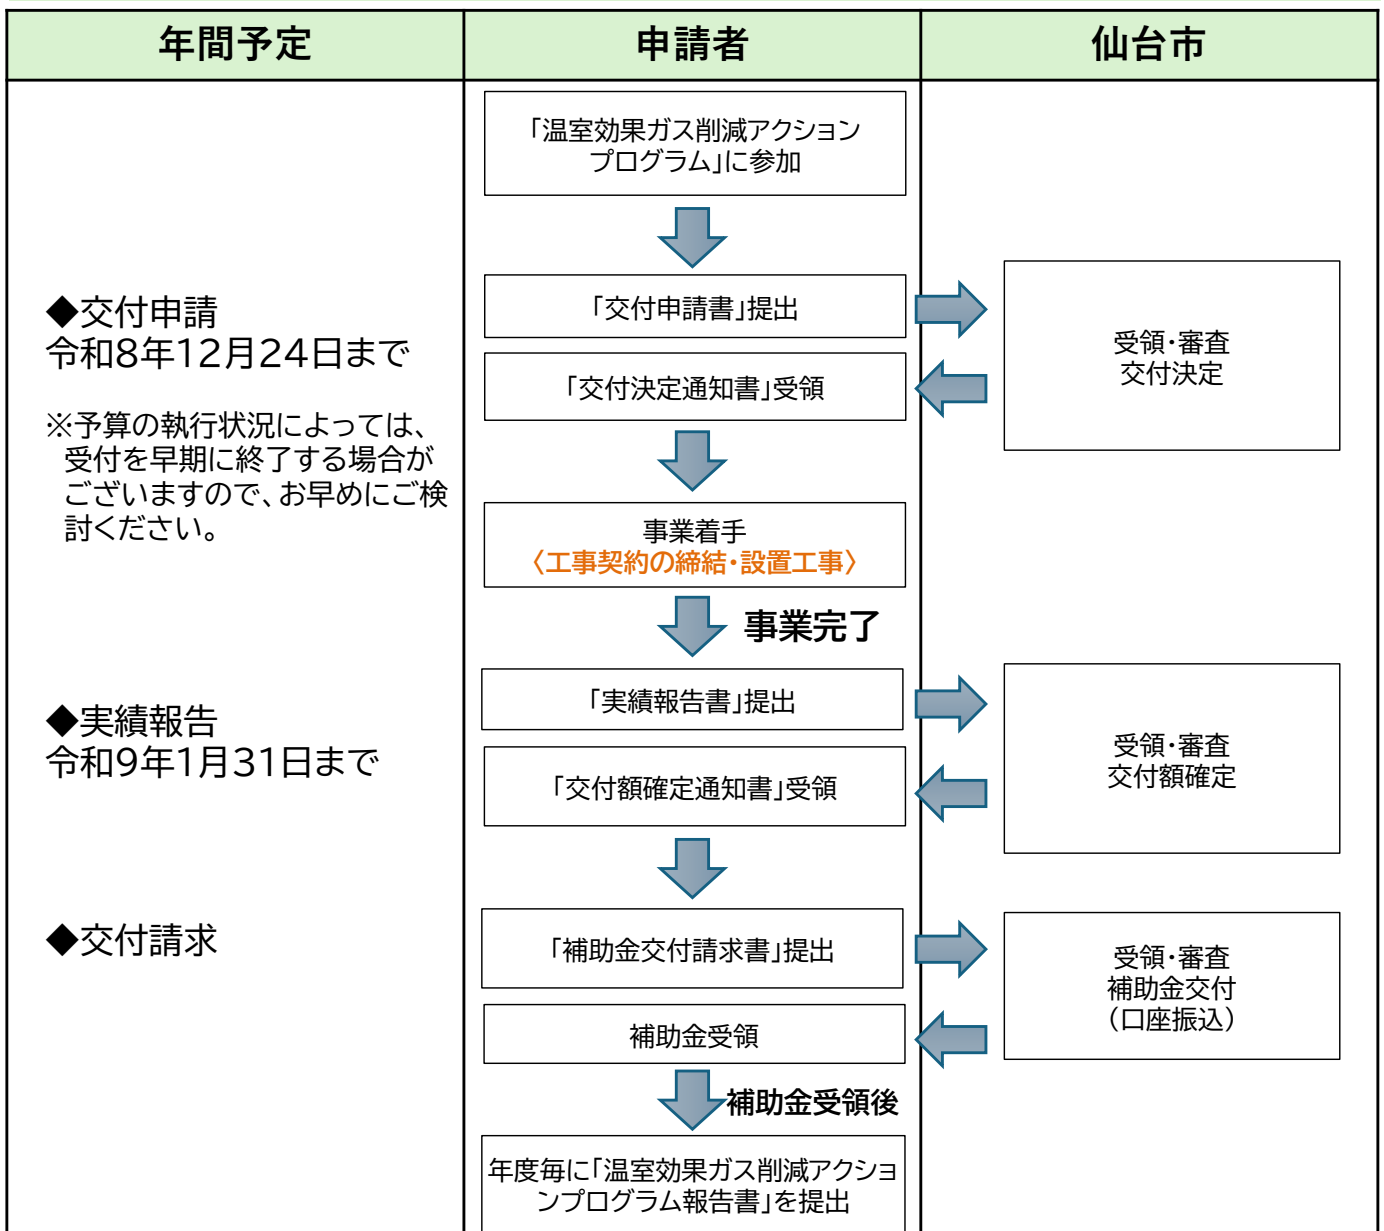 年間予定
申請者
仙台市
「温室効果ガス削減アクション
プログラム」に参加
◆交付申請
令和8年12月24日まで
※予算の執行状況によっては、
受付を早期に終了する場合が
ございますので、お早めにご検
討ください。
「交付申請書」提出
「交付決定通知書」受領
受領・審査
交付決定
事業着手
〈工事契約の締結・設置工事〉
事業完了
◆実績報告
令和9年1月31日まで
「実績報告書」提出
「交付額確定通知書」受領
受領・審査
交付額確定
◆交付請求
「補助金交付請求書」提出
補助金受領
受領・審査
補助金交付
（口座振込）
補助金受領後
年度毎に「温室効果ガス削減アクショ
ンプログラム報告書」を提出